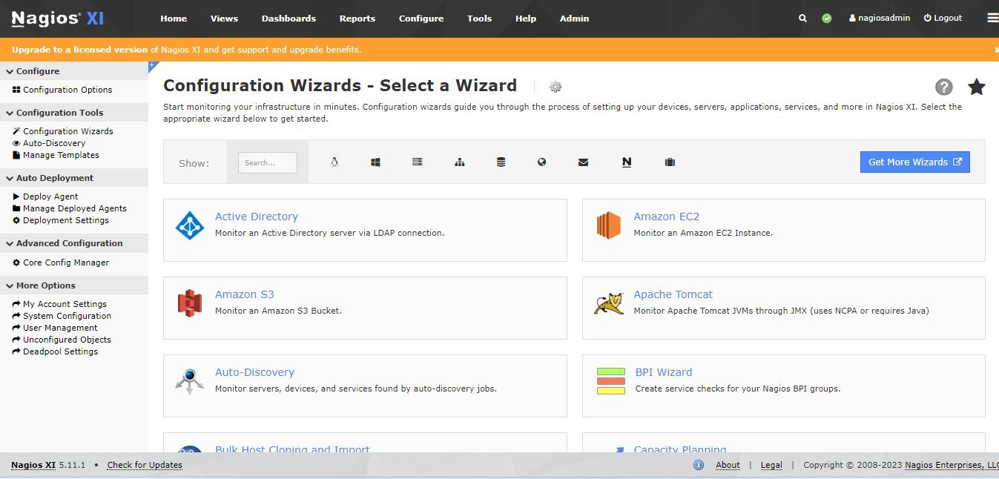 Nagios® XI
Home Views Dashboards Reports Configure Tools Help Admin
nagiosadmin Logout
Upgrade to a licensed version of Nagios XI and get support and upgrade benefits.
Configure
Configuration Options
Configuration Tools
Configuration Wizards
Auto-Discovery
Manage Templates
Auto Deployment
Deploy Agent
Manage Deployed Agents
Deployment Settings
Advanced Configuration
Core Config Manager
More Options
My Account Settings
System Configuration
User Management
Unconfigured Objects
Deadpool Settings
Configuration Wizards - Select a Wizard
Start monitoring your infrastructure in minutes. Configuration wizards guide you through the process of setting up your devices, servers, applications, services, and more in Nagios XI. Select the
appropriate wizard below to get started.
Show: Search... Get More Wizards
Active Directory
Monitor an Active Directory server via LDAP connection.
Amazon EC2
Monitor an Amazon EC2 Instance.
Amazon S3
Monitor an Amazon S3 Bucket.
Apache Tomcat
Monitor Apache Tomcat JVMs through JMX (uses NCPA or requires Java)
Auto-Discovery
Monitor servers, devices, and services found by auto-discovery jobs.
BPI Wizard
Create service checks for your Nagios BPI groups.
Bulk Host Cloning and Import
Capacity Planning
Nagios XI 5.11.1 • Check for Updates
About | Legal | Copyright © 2008-2023 Nagios Enterprises, LLC